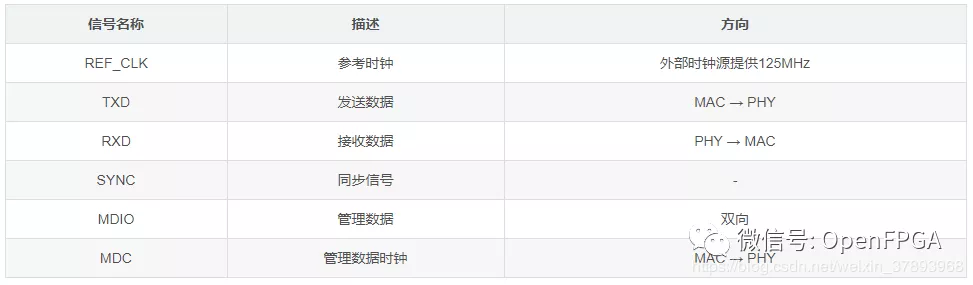 信号名称 描述 方向
REF_CLK 参考时钟 外部时钟源提供125MHz
TXD 发送数据 MAC → PHY
RXD 接收数据 PHY → MAC
SYNC 同步信号 -
MDIO 管理数据 双向
微信号: OpenFPGA
MDC 管理数据时钟 MAC → PHY
https://blog.csdn.net/weixin_37893968